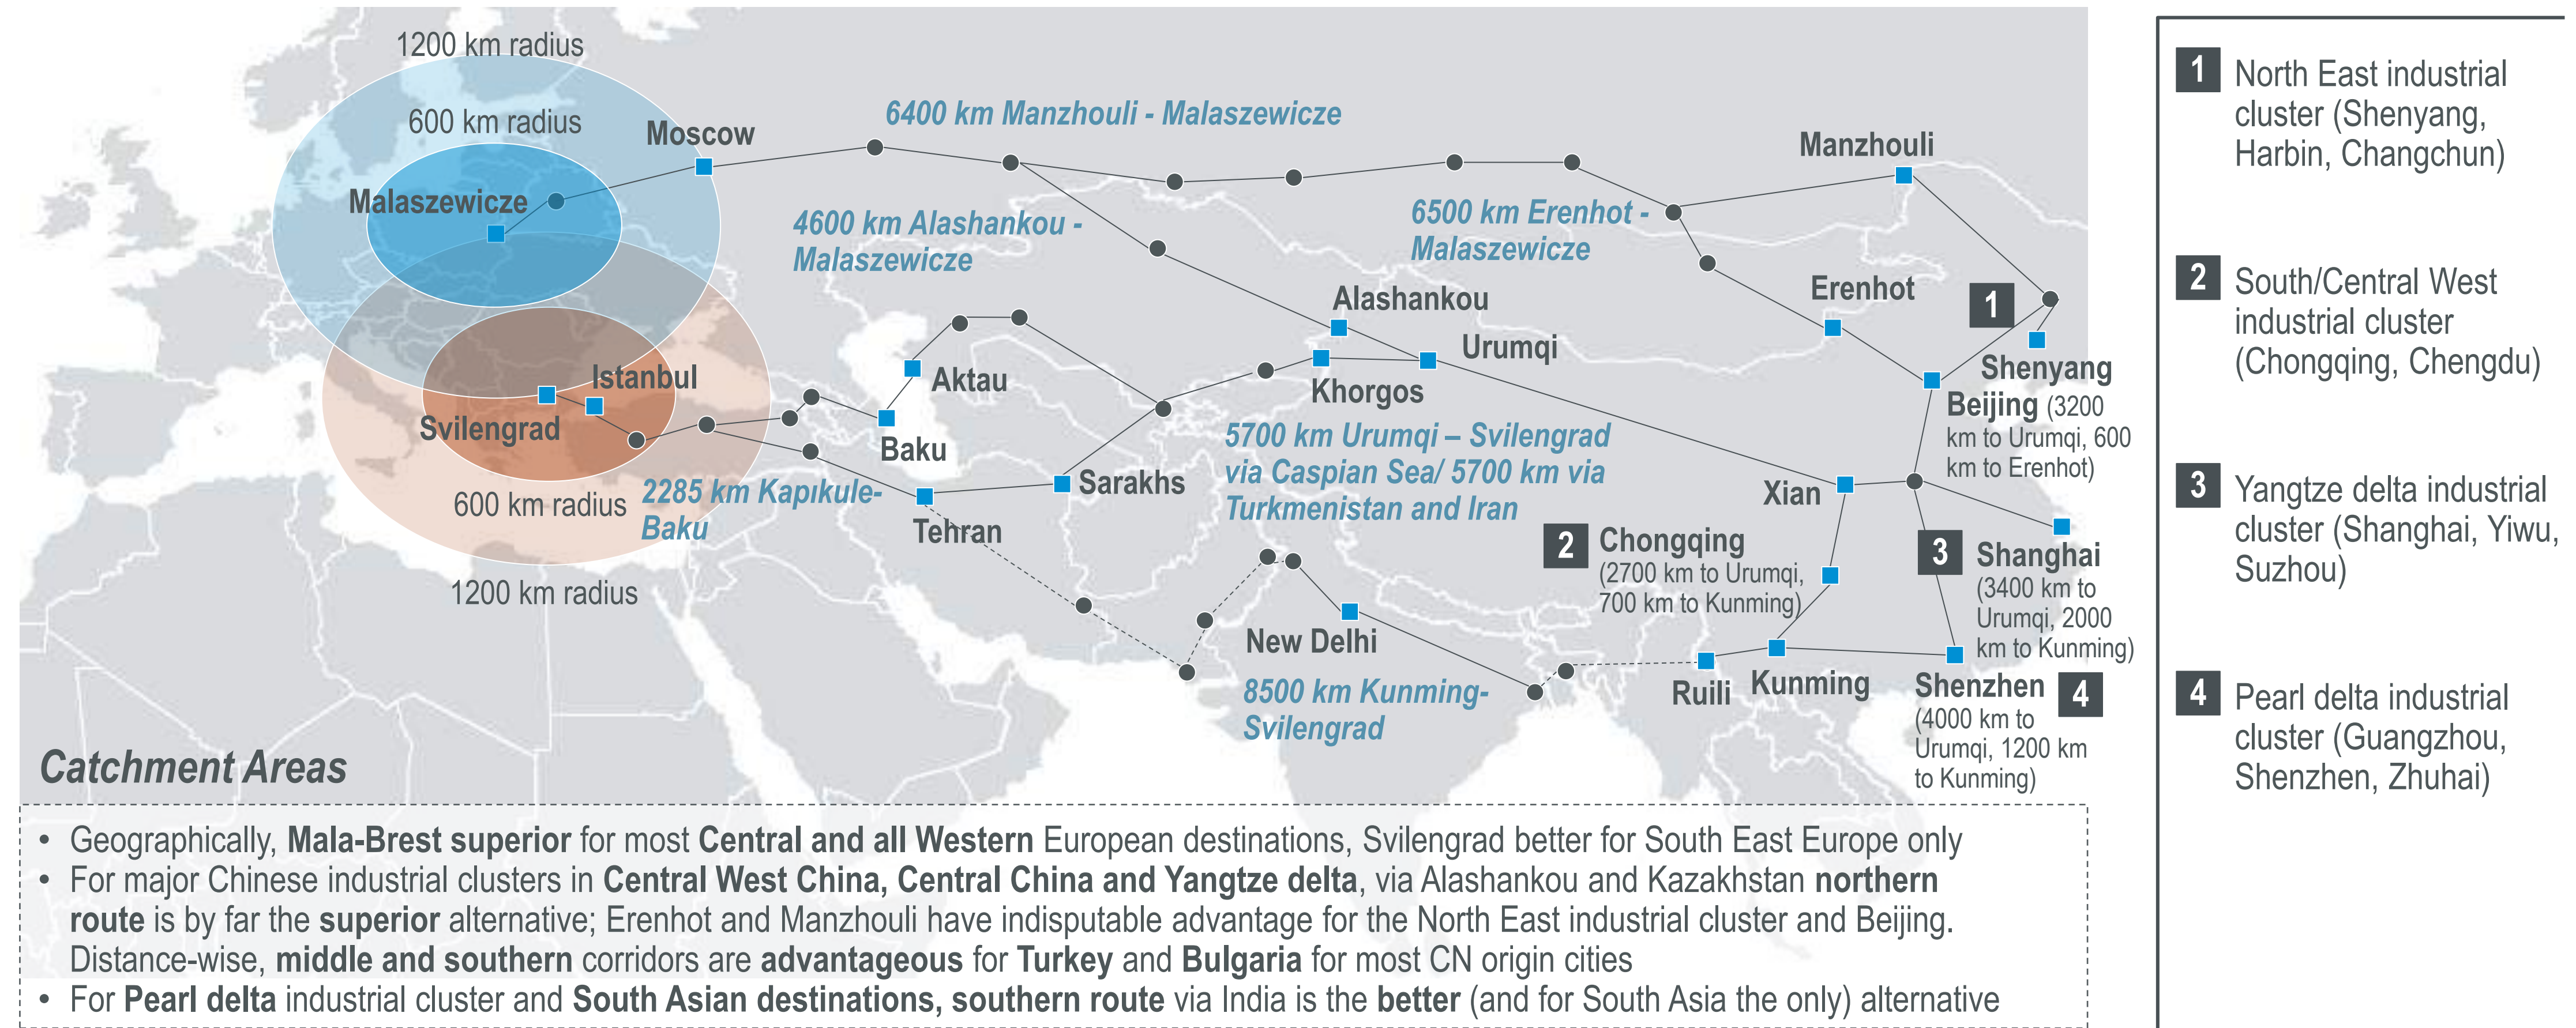 1200 km radius
600 km radius
Moscow
6400 km Manzhouli - Malaszewicze
Manzhouli
Malaszewicze
4600 km Alashankou -
Malaszewicze
6500 km Erenhot -
Malaszewicze
Alashankou
Erenhot
1
Urumqi
Shenyang
Istanbul
Aktau
Khorgos
Beijing (3200
km to Urumqi, 600
km to Erenhot)
Svilengrad
Baku
5700 km Urumqi – Svilengrad
via Caspian Sea/ 5700 km via
Turkmenistan and Iran
Sarakhs
Xian
600 km radius
2285 km Kapıkule-
Baku
Tehran
2
Chongqing
(2700 km to Urumqi,
700 km to Kunming)
3
Shanghai
(3400 km to
Urumqi, 2000
km to Kunming)
1200 km radius
New Delhi
8500 km Kunming-
Svilengrad
Ruili
Kunming
Shenzhen
4
(4000 km to
Urumqi, 1200 km
to Kunming)
Catchment Areas
• Geographically, Mala-Brest superior for most Central and all Western European destinations, Svilengrad better for South East Europe only
• For major Chinese industrial clusters in Central West China, Central China and Yangtze delta, via Alashankou and Kazakhstan northern
route is by far the superior alternative; Erenhot and Manzhouli have indisputable advantage for the North East industrial cluster and Beijing.
Distance-wise, middle and southern corridors are advantageous for Turkey and Bulgaria for most CN origin cities
• For Pearl delta industrial cluster and South Asian destinations, southern route via India is the better (and for South Asia the only) alternative
1
North East industrial
cluster (Shenyang,
Harbin, Changchun)
2
South/Central West
industrial cluster
(Chongqing, Chengdu)
3
Yangtze delta industrial
cluster (Shanghai, Yiwu,
Suzhou)
4
Pearl delta industrial
cluster (Guangzhou,
Shenzhen, Zhuhai)